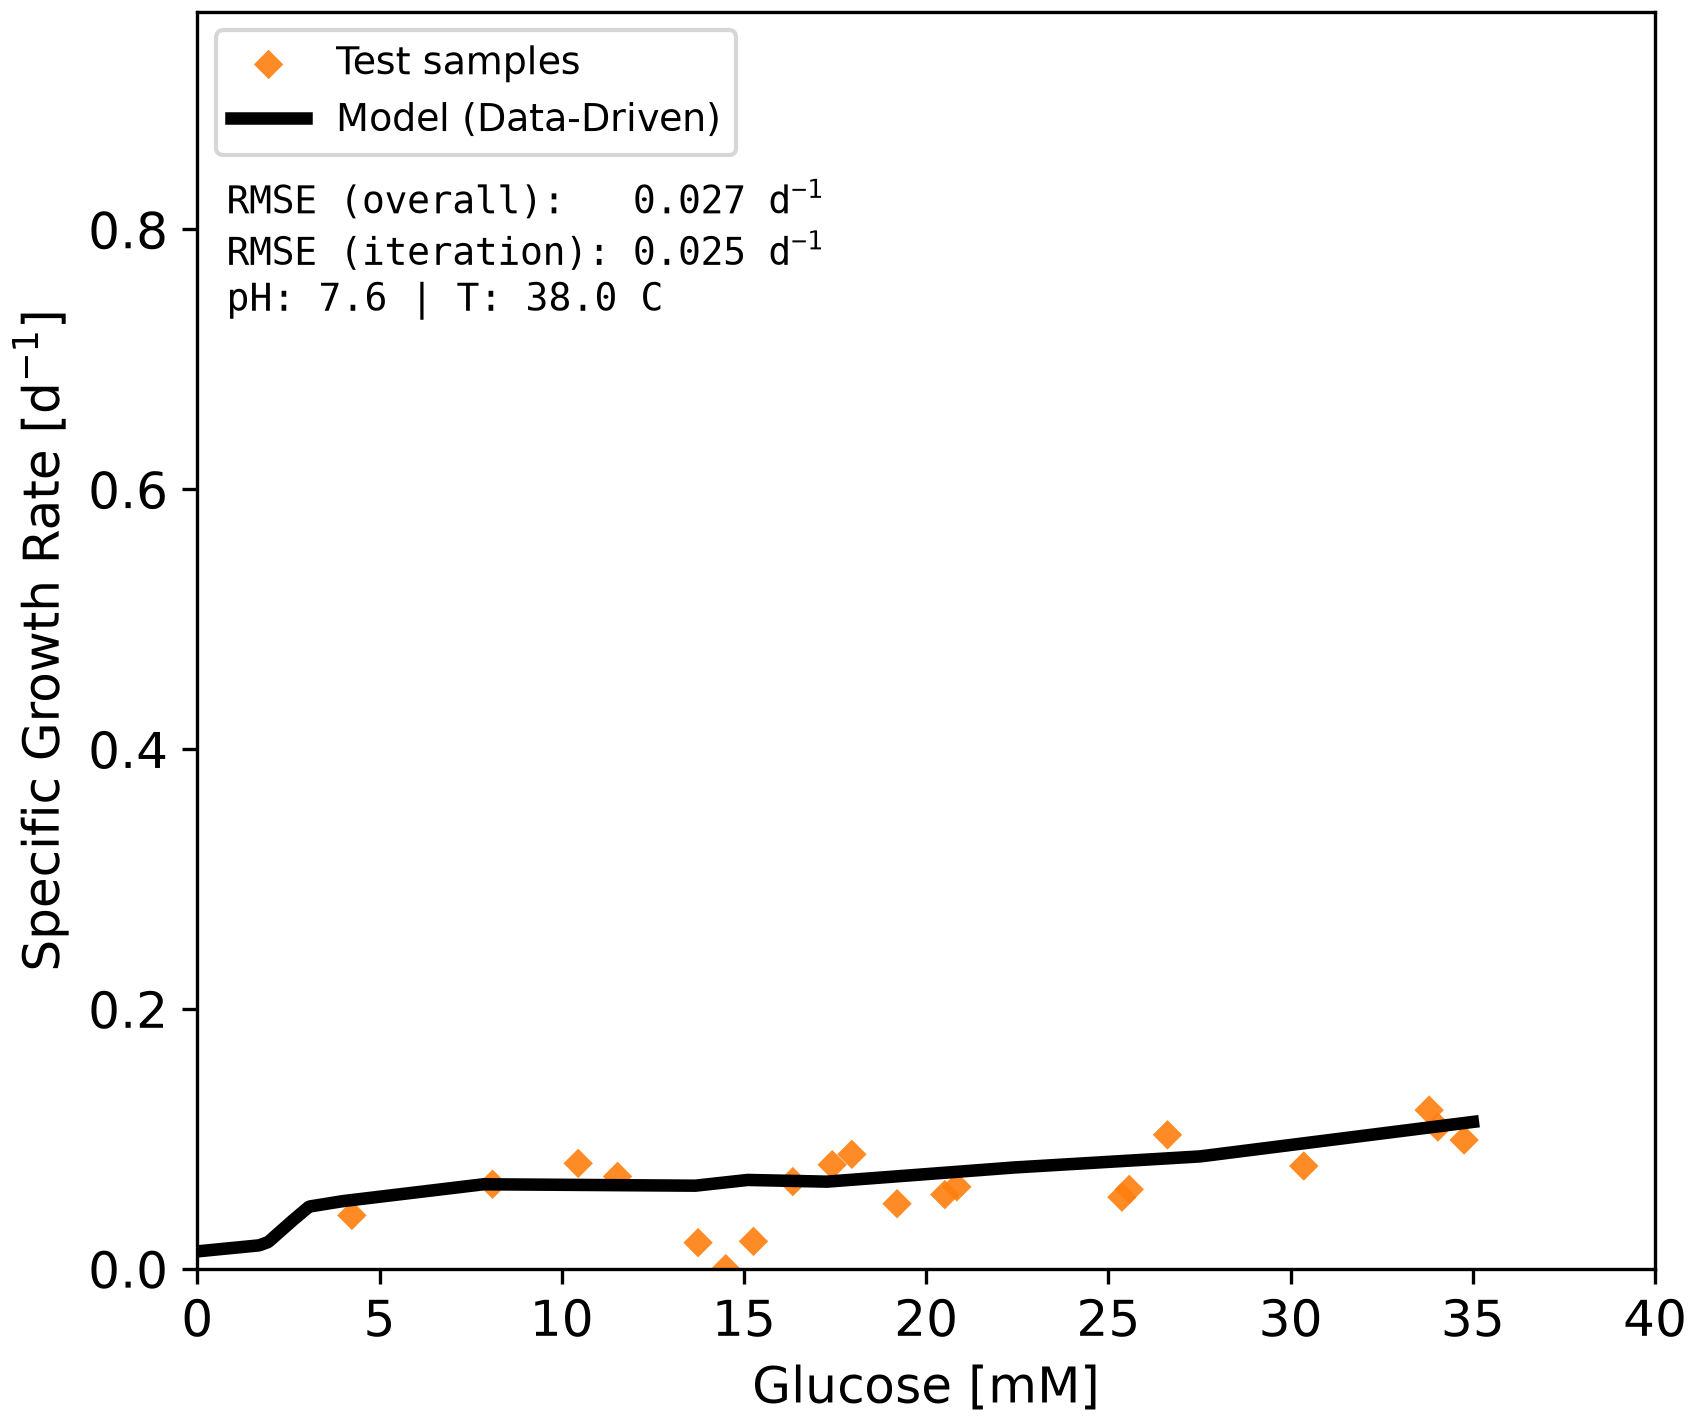 Test samples
Model (Data-Driven)
RMSE (overall):   0.027 d⁻¹
RMSE (iteration): 0.025 d⁻¹
pH: 7.6 | T: 38.0 C
Specific Growth Rate [d⁻¹]
0.8
0.6
0.4
0.2
0.0
0 5 10 15 20 25 30 35 40
Glucose [mM]